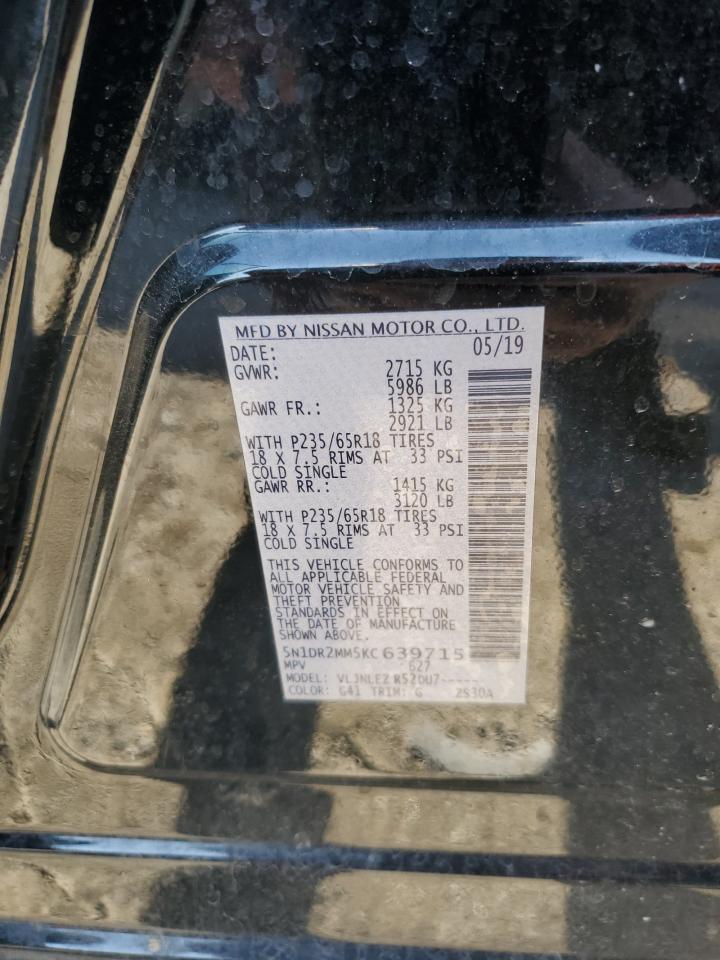 MFD BY NISSAN MOTOR CO., LTD.
DATE: 05/19
GVWR: 2715 KG
5986 LB
GAWR FR.: 1325 KG
2921 LB
WITH P235/65R18 TIRES
18 X 7.5 RIMS AT 33 PSI
COLD SINGLE
GAWR RR.: 1415 KG
3120 LB
WITH P235/65R18 TIRES
18 X 7.5 RIMS AT 33 PSI
COLD SINGLE
THIS VEHICLE CONFORMS TO
ALL APPLICABLE FEDERAL
MOTOR VEHICLE SAFETY AND
THEFT PREVENTION
STANDARDS IN EFFECT ON
THE DATE OF MANUFACTURE
SHOWN ABOVE.
5N1DR2MM5KC639715
MPV 627
MODEL: VLJNLEZ R52DU7-----
COLOR: G41 TRIM: G 2S30A